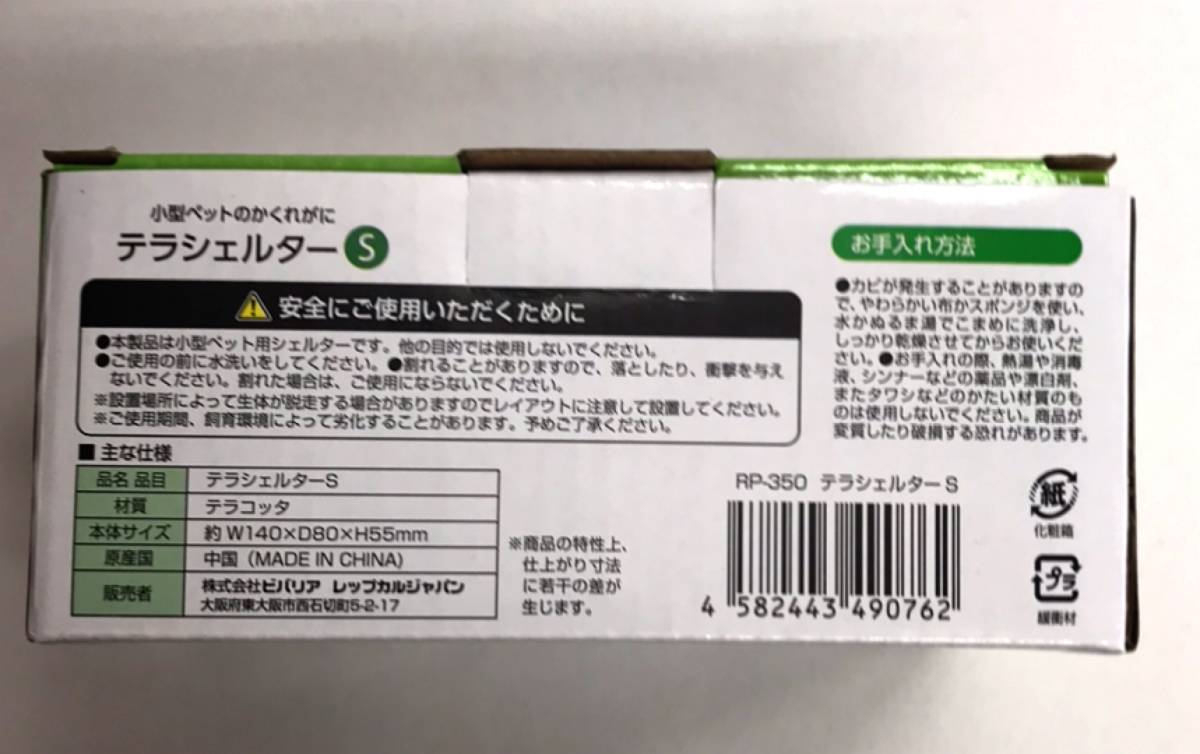 小型ペットのかくれがに
テラシェルターS
安全にご使用いただくために
●本製品は小型ペット用シェルターです。他の目的では使用しないでください。
●ご使用の前に水洗いをしてください。●割れることがありますので、落としたり、衝撃を与え
ないでください。割れた場合は、ご使用にならないでください。
※設置場所によって生体が脱走する場合がありますのでレイアウトに注意して設置してください。
※ご使用期間、飼育環境によって劣化することがあります。予めご了承ください。
■主な仕様
品名 品目 テラシェルターS
材質 テラコッタ
本体サイズ 約 W140×D80×H55mm
原産国 中国（MADE IN CHINA）
販売者 株式会社ビバリア レップカルジャパン
大阪府東大阪市西石切町5-2-17
※商品の特性上、
仕上がり寸法
に若干の差が
生じます。
お手入れ方法
●カビが発生することがありますの
で、やわらかい布かスポンジを使い、
水かぬるま湯でこまめに洗浄し、
しっかり乾燥させてからお使いくだ
さい。●お手入れの際、熱湯や消毒
液、シンナーなどの薬品や漂白剤、
またタワシなどのかたい材質のも
のは使用しないでください。商品が
変質したり破損する恐れがあります。
RP-350 テラシェルターS
4 582443 490762
紙
化粧箱
プラ
緩衝材